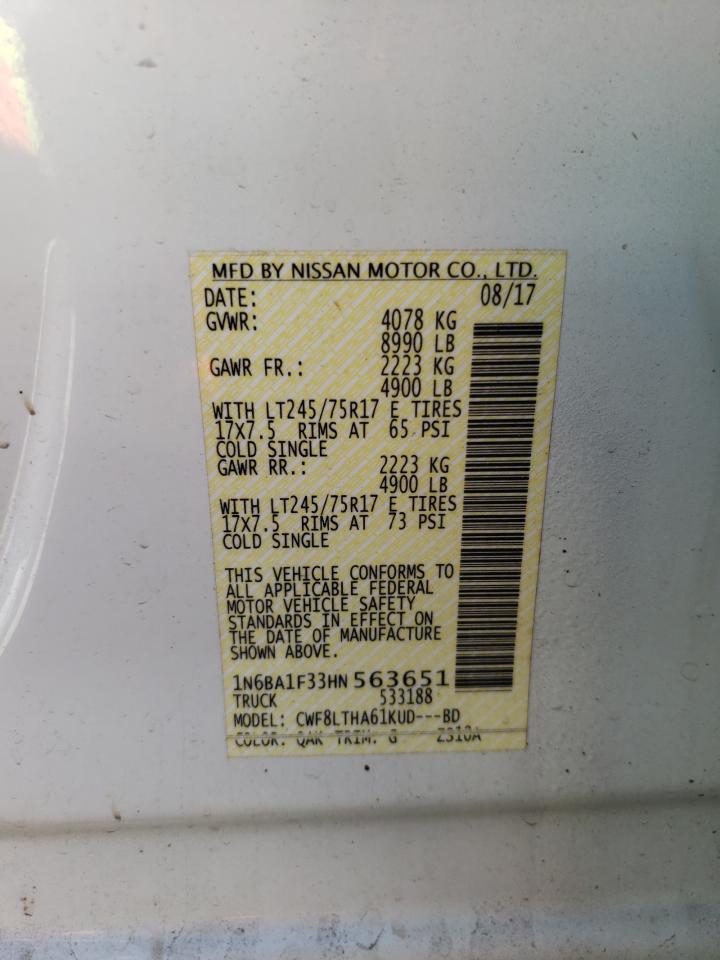 MFD BY NISSAN MOTOR CO., LTD.
DATE: 08/17
GVWR: 4078 KG
8990 LB
GAWR FR.: 2223 KG
4900 LB
WITH LT245/75R17 E TIRES
17X7.5 RIMS AT 65 PSI
COLD SINGLE
GAWR RR.: 2223 KG
4900 LB
WITH LT245/75R17 E TIRES
17X7.5 RIMS AT 73 PSI
COLD SINGLE
THIS VEHICLE CONFORMS TO
ALL APPLICABLE FEDERAL
MOTOR VEHICLE SAFETY
STANDARDS IN EFFECT ON
THE DATE OF MANUFACTURE
SHOWN ABOVE.
1N6BA1F33HN 563651
TRUCK 533188
MODEL: CWF8LTHA61KUD---BD
COLOR: QAK TRIM: G Z310A